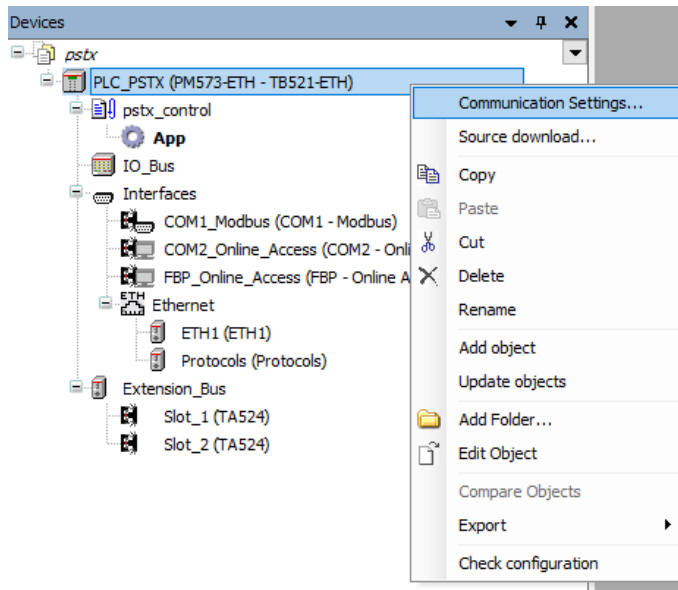 Devices
pstx
PLC_PSTX (PM573-ETH - TB521-ETH)
pstx_control
App
IO_Bus
Interfaces
COM1_Modbus (COM1 - Modbus)
COM2_Online_Access (COM2 - Onli
FBP_Online_Access (FBP - Online A
ETH
Ethernet
ETH1 (ETH1)
Protocols (Protocols)
Extension_Bus
Slot_1 (TA524)
Slot_2 (TA524)
Communication Settings...
Source download...
Copy
Paste
Cut
Delete
Rename
Add object
Update objects
Add Folder...
Edit Object
Compare Objects
Export
Check configuration